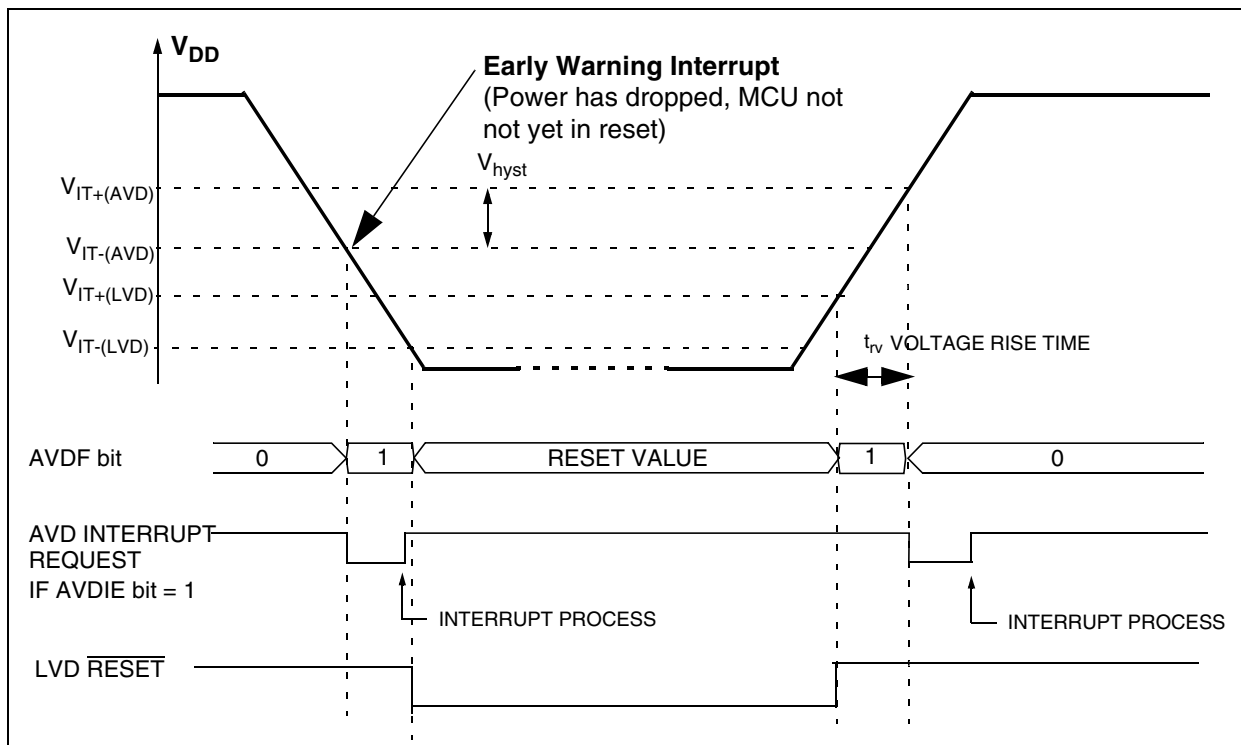 VDD
Early Warning Interrupt
(Power has dropped, MCU not
not yet in reset)
Vhyst
VIT+(AVD)
VIT-(AVD)
VIT+(LVD)
VIT-(LVD)
trv VOLTAGE RISE TIME
AVDF bit
0
1
RESET VALUE
1
0
AVD INTERRUPT
REQUEST
IF AVDIE bit = 1
INTERRUPT PROCESS
INTERRUPT PROCESS
LVD RESET